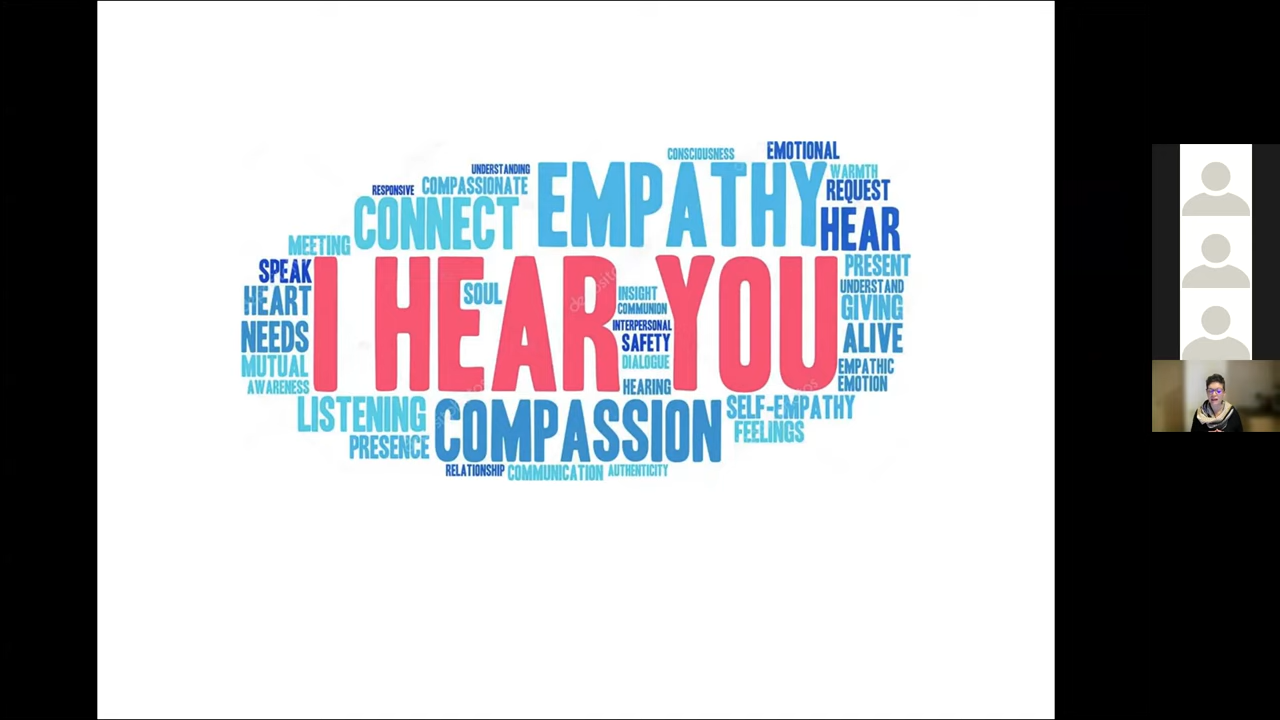 CONSCIOUSNESS
EMOTIONAL
UNDERSTANDING
EMPATHY
WARMTH
RESPONSIVE
COMPASSIONATE
REQUEST
CONNECT
HEAR
MEETING
SPEAK
I HEAR YOU
PRESENT
HEART
SOUL
INSIGHT
UNDERSTAND
COMMUNION
GIVING
NEEDS
INTERPERSONAL
SAFETY
ALIVE
MUTUAL
DIALOGUE
EMPATHIC
AWARENESS
HEARING
EMOTION
LISTENING
COMPASSION
SELF-EMPATHY
PRESENCE
FEELINGS
RELATIONSHIP
COMMUNICATION
AUTHENTICITY